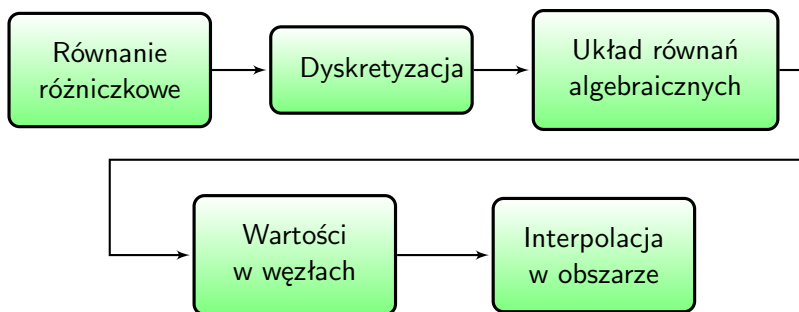 Równanie
różniczkowe
Dyskretyzacja
Układ równań
algebraicznych
Wartości
w węzłach
Interpolacja
w obszarze